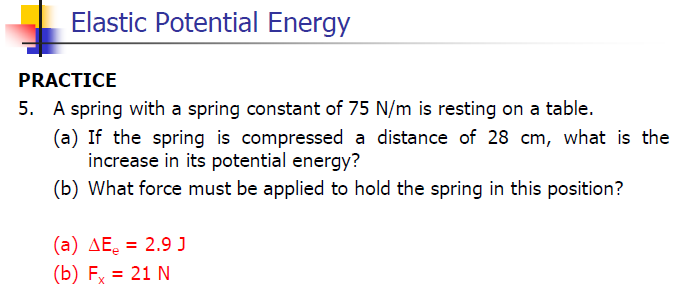 Elastic Potential Energy
PRACTICE
5. A spring with a spring constant of 75 N/m is resting on a table.
(a) If the spring is compressed a distance of 28 cm, what is the
increase in its potential energy?
(b) What force must be applied to hold the spring in this position?
(a) ΔEₑ = 2.9 J
(b) Fₓ = 21 N